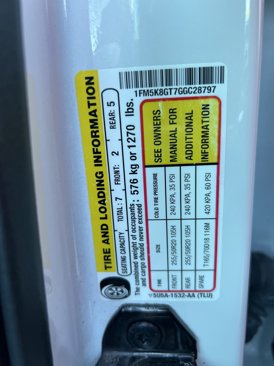 1FM5K8GT7GGC28797
TIRE AND LOADING INFORMATION
SEATING CAPACITY TOTAL: 7 FRONT: 2 REAR: 5
The combined weight of occupants
and cargo should never exceed: 576 kg or 1270 lbs.
TIRE SIZE COLD TIRE PRESSURE
FRONT 255/50R20 105H 240 KPA, 35 PSI
REAR 255/50R20 105H 240 KPA, 35 PSI
SPARE T165/90R18 116M 420 KPA, 60 PSI
SEE OWNERS
MANUAL FOR
ADDITIONAL
INFORMATION
5U5A-1532-AA (TLU)